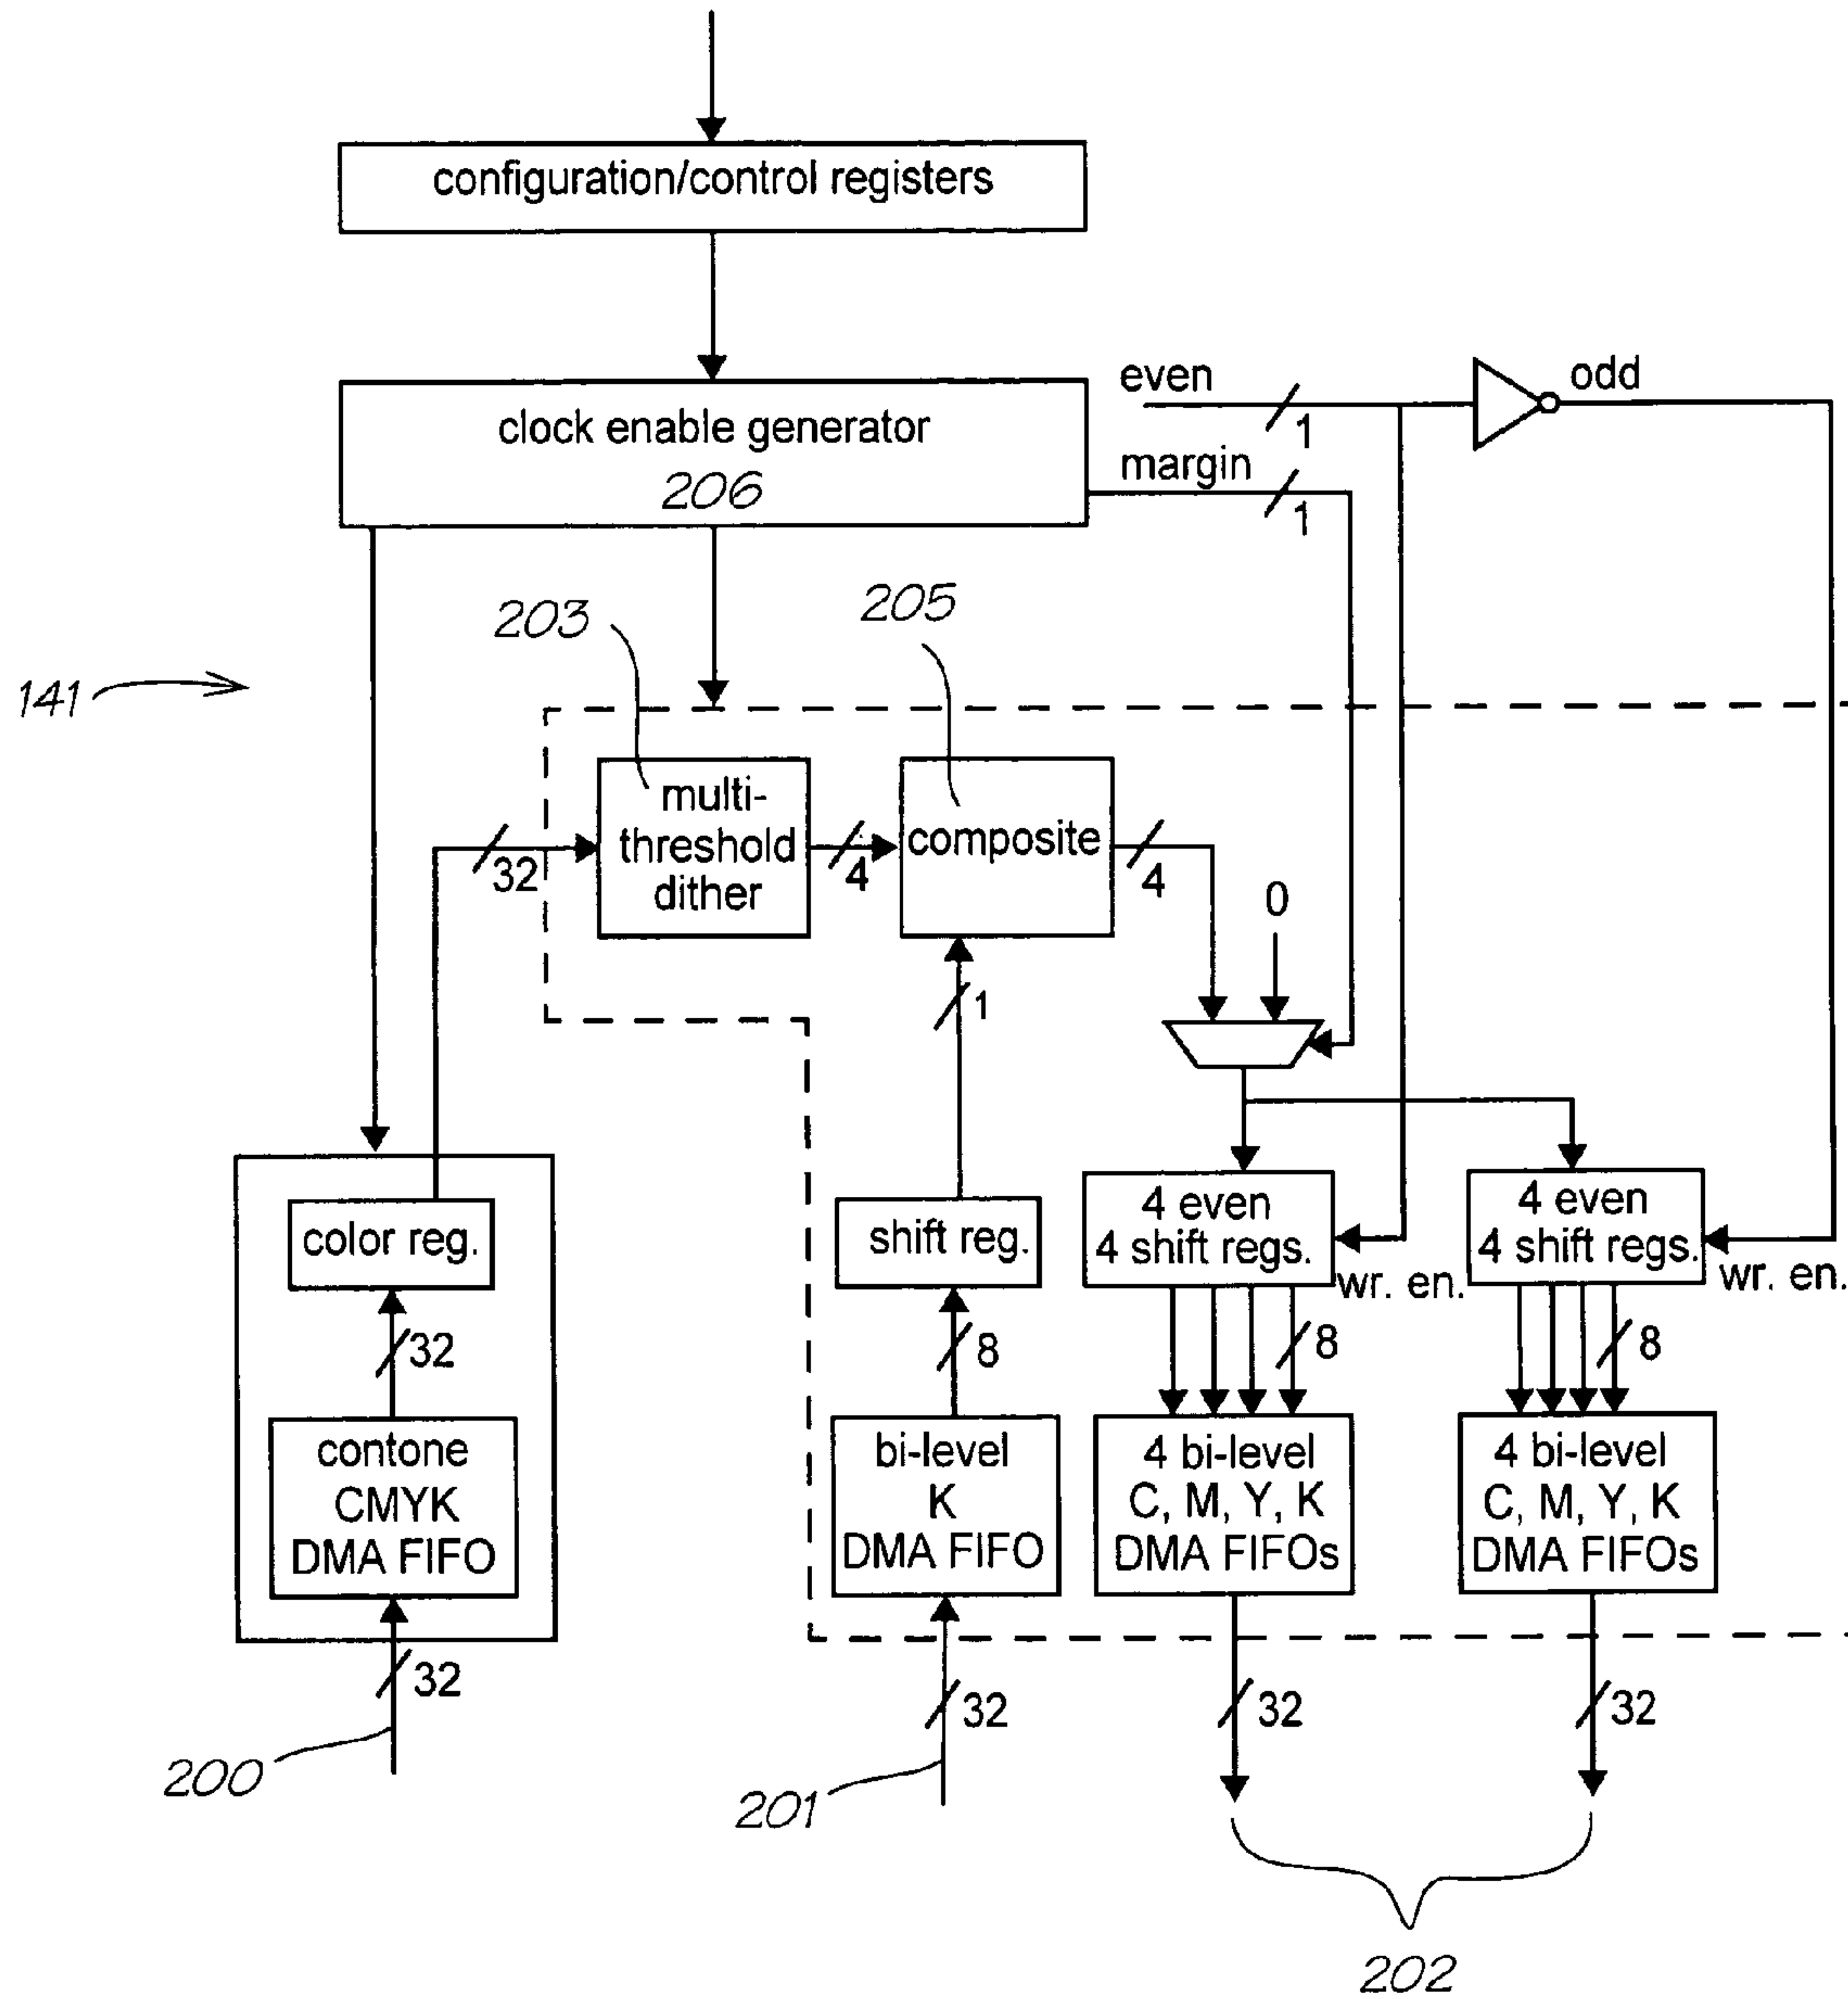 configuration/control registers
even
odd
clock enable generator
206
1
margin
1
203
205
141
multi-
threshold
dither
composite
32
4
4
0
1
color reg.
shift reg.
4 even
4 shift regs.
4 even
4 shift regs.
wr. en.
wr. en.
32
8
8
8
contone
CMYK
DMA FIFO
bi-level
K
DMA FIFO
4 bi-level
C, M, Y, K
DMA FIFOs
4 bi-level
C, M, Y, K
DMA FIFOs
32
32
32
32
200
201
202